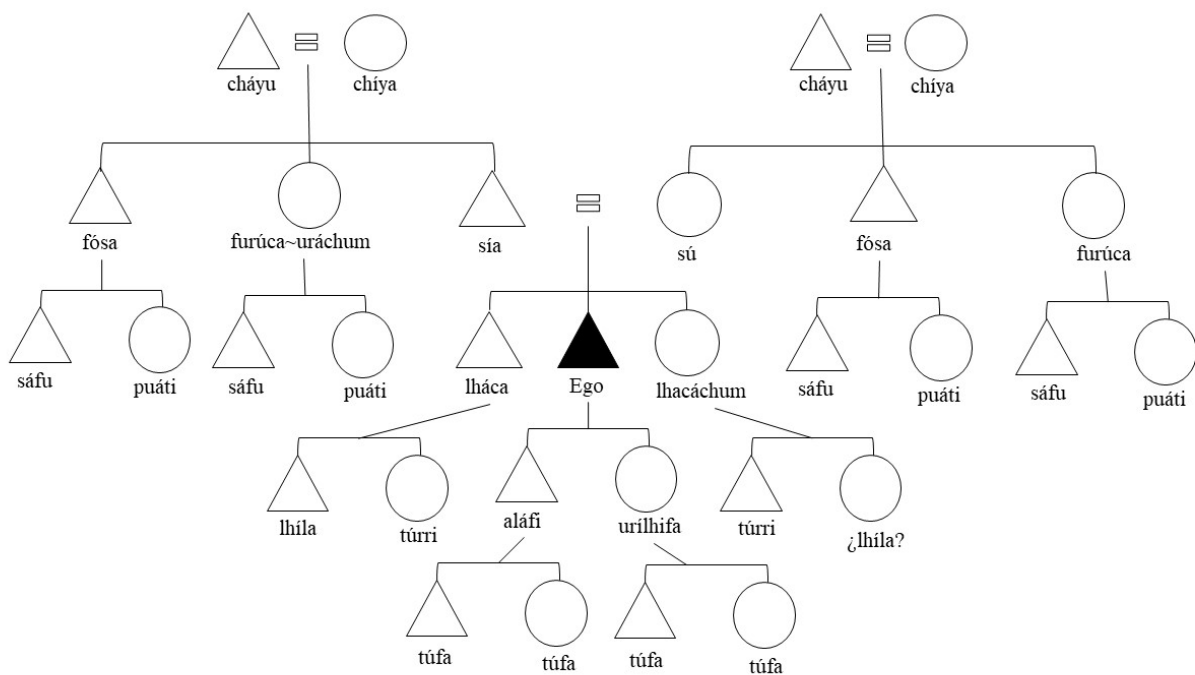 cháyu chíya cháyu chíya
fósa furúca~uráchum sía sú fósa furúca
sáfu puáti sáfu puáti lháca Ego lhacáchum sáfu puáti sáfu puáti
lhíla túrri aláfi urílhifa túrri ¿lhíla?
túfa túfa túfa túfa